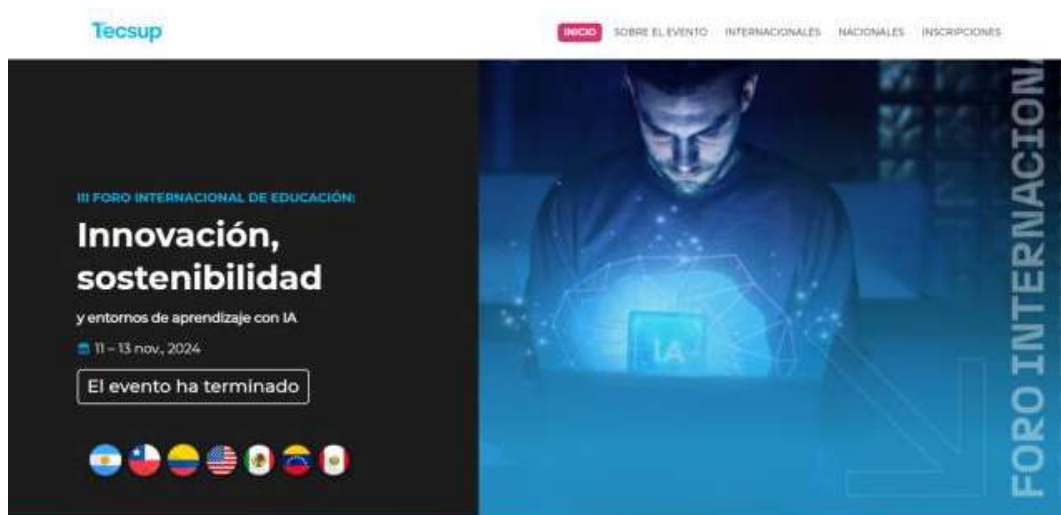 Tecsup
INICIO SOBRE EL EVENTO INTERNACIONALES NACIONALES INSCRIPCIONES
III FORO INTERNACIONAL DE EDUCACIÓN:
Innovación,
sostenibilidad
y entornos de aprendizaje con IA
11 – 13 nov., 2024
El evento ha terminado
IA
FORO INTERNACIONA